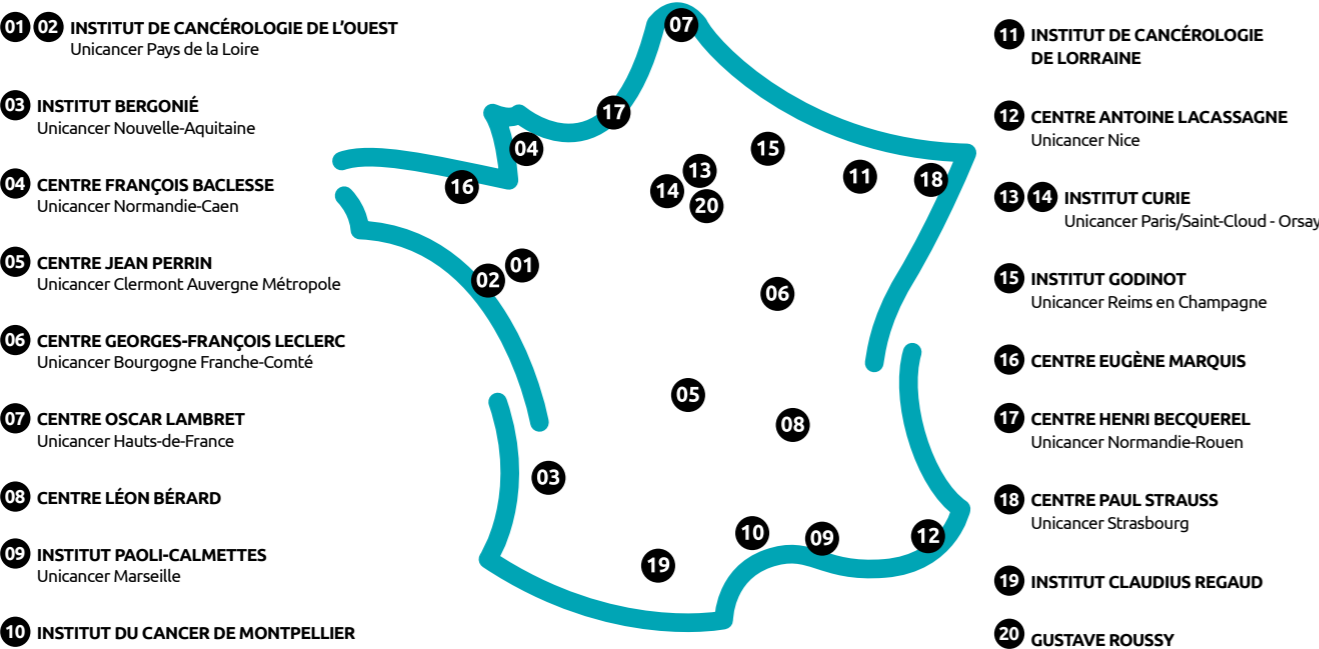 01 02 INSTITUT DE CANCÉROLOGIE DE L’OUEST
Unicancer Pays de la Loire
03 INSTITUT BERGONIÉ
Unicancer Nouvelle-Aquitaine
04 CENTRE FRANÇOIS BACLESSE
Unicancer Normandie-Caen
05 CENTRE JEAN PERRIN
Unicancer Clermont Auvergne Métropole
06 CENTRE GEORGES-FRANÇOIS LECLERC
Unicancer Bourgogne Franche-Comté
07 CENTRE OSCAR LAMBRET
Unicancer Hauts-de-France
08 CENTRE LÉON BÉRARD
09 INSTITUT PAOLI-CALMETTES
Unicancer Marseille
10 INSTITUT DU CANCER DE MONTPELLIER
07
17
04
15
16
13
14
20
11
18
01
02
06
05
08
03
10
09
12
19
11 INSTITUT DE CANCÉROLOGIE
DE LORRAINE
12 CENTRE ANTOINE LACASSAGNE
Unicancer Nice
13 14 INSTITUT CURIE
Unicancer Paris/Saint-Cloud - Orsay
15 INSTITUT GODINOT
Unicancer Reims en Champagne
16 CENTRE EUGÈNE MARQUIS
17 CENTRE HENRI BECQUEREL
Unicancer Normandie-Rouen
18 CENTRE PAUL STRAUSS
Unicancer Strasbourg
19 INSTITUT CLAUDIUS REGAUD
20 GUSTAVE ROUSSY